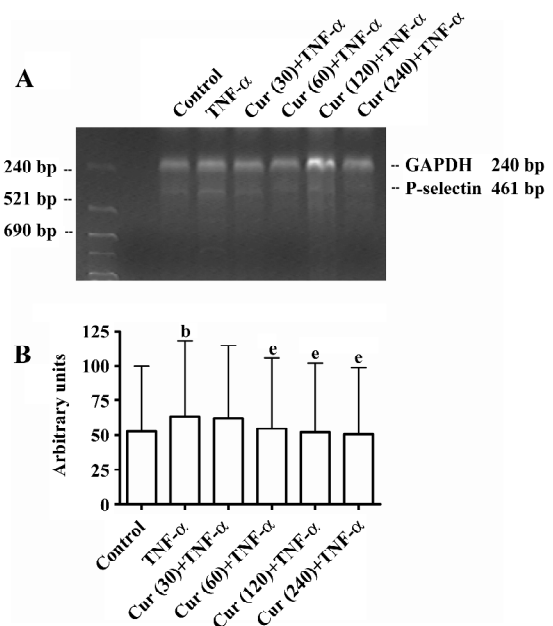 A
Control
TNF-α
Cur (30)+TNF-α
Cur (60)+TNF-α
Cur (120)+TNF-α
Cur (240)+TNF-α
240 bp --
521 bp --
690 bp --
-- GAPDH 240 bp
-- P-selectin 461 bp
B
Arbitrary units
125
100
75
50
25
0
b
e
e
e
Control
TNF-α
Cur (30)+TNF-α
Cur (60)+TNF-α
Cur (120)+TNF-α
Cur (240)+TNF-α